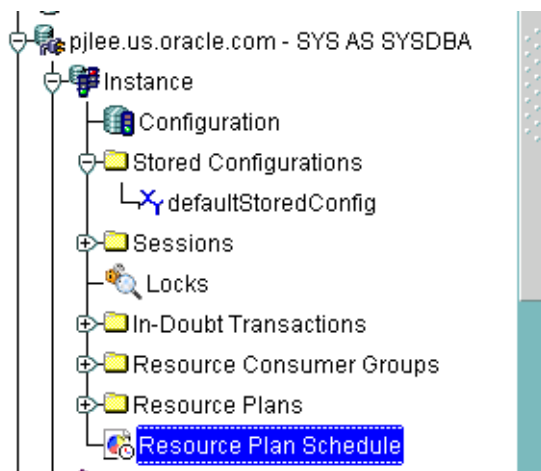 pjlee.us.oracle.com - SYS AS SYSDBA
Instance
Configuration
Stored Configurations
defaultStoredConfig
Sessions
Locks
In-Doubt Transactions
Resource Consumer Groups
Resource Plans
Resource Plan Schedule